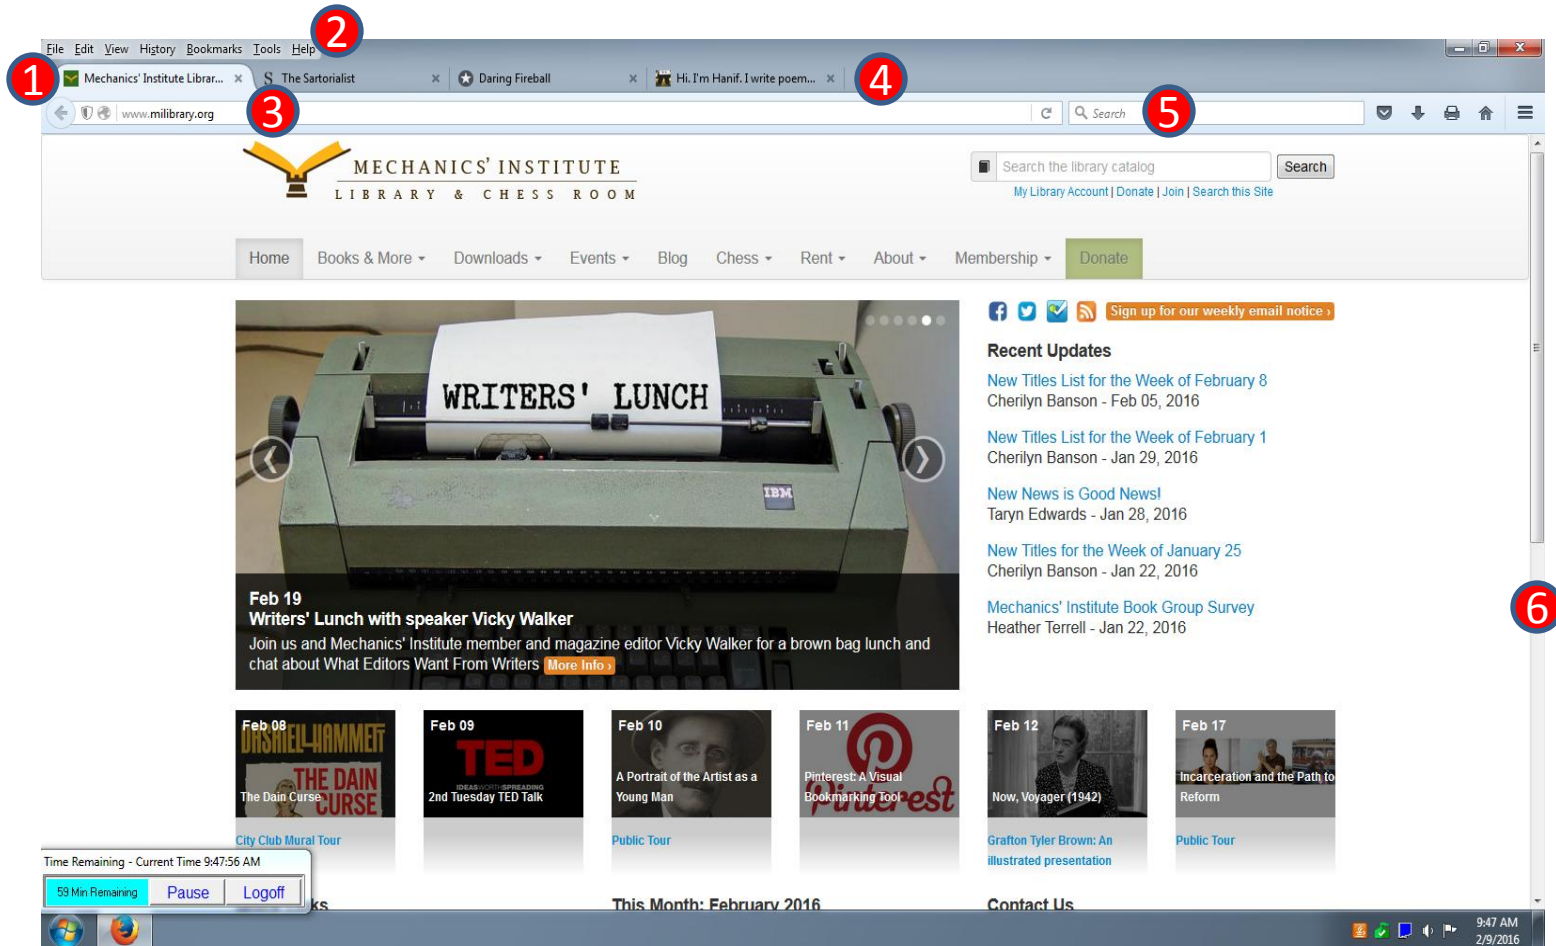 2
File Edit View History Bookmarks Tools Help
1
Mechanics' Institute Librar... × S The Sartorialist × Daring Fireball × Hi. I'm Hanif. I write poem... ×
4
www.milibrary.org
3
Search
5
MECHANICS' INSTITUTE
LIBRARY & CHESS ROOM
Search the library catalog Search
My Library Account | Donate | Join | Search this Site
Home Books & More Downloads Events Blog Chess Rent About Membership Donate
WRITERS' LUNCH
IBM
Feb 19
Writers' Lunch with speaker Vicky Walker
Join us and Mechanics' Institute member and magazine editor Vicky Walker for a brown bag lunch and
chat about What Editors Want From Writers More Info ›
Sign up for our weekly email notice ›
Recent Updates
New Titles List for the Week of February 8
Cherilyn Banson - Feb 05, 2016
New Titles List for the Week of February 1
Cherilyn Banson - Jan 29, 2016
New News is Good News!
Taryn Edwards - Jan 28, 2016
New Titles for the Week of January 25
Cherilyn Banson - Jan 22, 2016
Mechanics' Institute Book Group Survey
Heather Terrell - Jan 22, 2016
6
Feb 08
DASHIELL HAMMETT
THE DAIN
CURSE
The Dain Curse
City Club Mural Tour
Feb 09
TED
IDEAS WORTH SPREADING
2nd Tuesday TED Talk
Feb 10
A Portrait of the Artist as a
Young Man
Public Tour
Feb 11
Pinterest
Pinterest: A Visual
Bookmarking Tool
Feb 12
Now, Voyager (1942)
Grafton Tyler Brown: An
illustrated presentation
Feb 17
Incarceration and the Path to
Reform
Public Tour
Time Remaining - Current Time 9:47:56 AM
59 Min Remaining Pause Logoff
This Month: February 2016
Contact Us
9:47 AM
2/9/2016